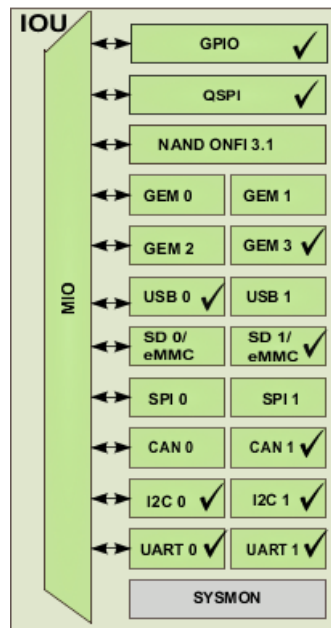 IOU
MIO
GPIO
QSPI
NAND ONFI 3.1
GEM 0 GEM 1
GEM 2 GEM 3
USB 0 USB 1
SD 0/ SD 1/
eMMC eMMC
SPI 0 SPI 1
CAN 0 CAN 1
I2C 0 I2C 1
UART 0 UART 1
SYSMON